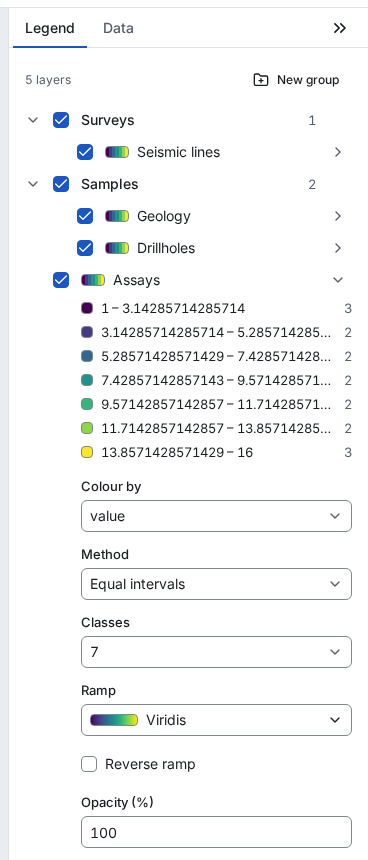 Legend Data
5 layers New group
Surveys 1
Seismic lines
Samples 2
Geology
Drillholes
Assays
1 – 3.14285714285714 3
3.14285714285714 – 5.285714285... 2
5.28571428571429 – 7.428571428... 2
7.42857142857143 – 9.571428571... 2
9.57142857142857 – 11.71428571... 2
11.7142857142857 – 13.85714285... 2
13.8571428571429 – 16 3
Colour by
value
Method
Equal intervals
Classes
7
Ramp
Viridis
Reverse ramp
Opacity (%)
100